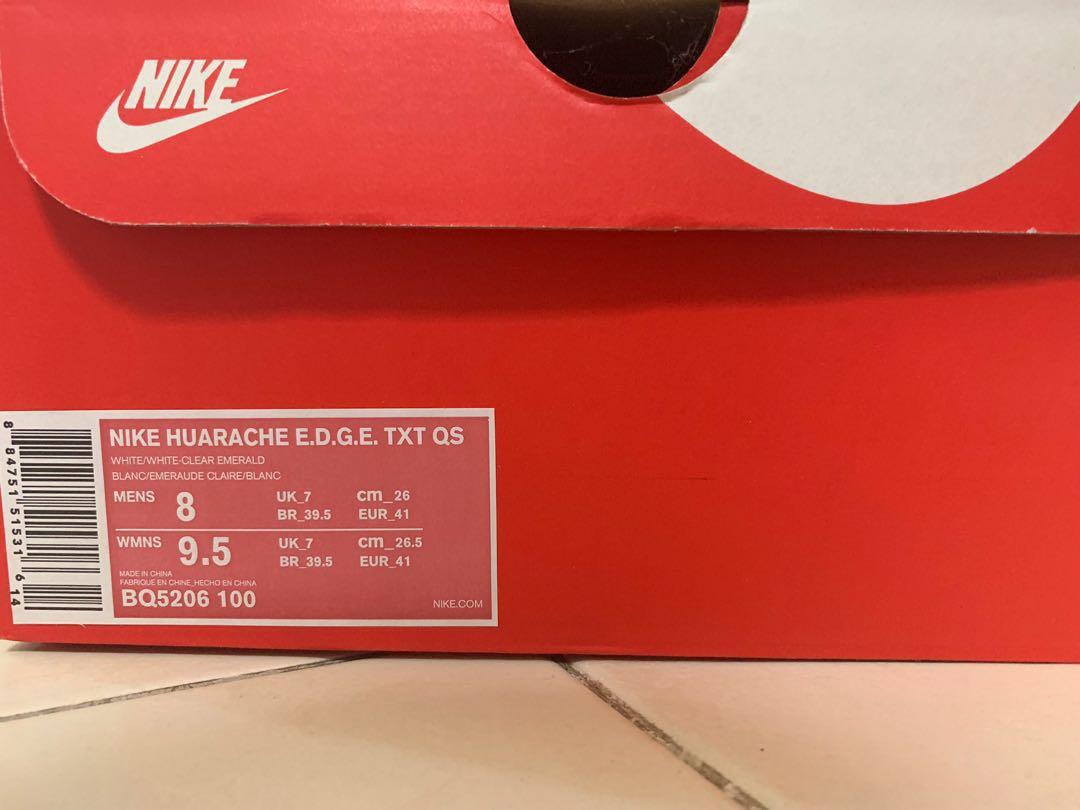 NIKE
NIKE HUARACHE E.D.G.E. TXT QS
WHITE/WHITE-CLEAR EMERALD
BLANC/EMERAUDE CLAIRE/BLANC
MENS 8 UK_7 cm_26
BR_39.5 EUR_41
WMNS 9.5 UK_7 cm_26.5
BR_39.5 EUR_41
MADE IN CHINA
FABRIQUE EN CHINE_HECHO EN CHINA
BQ5206 100
NIKE.COM
8 84751 51531 6 14